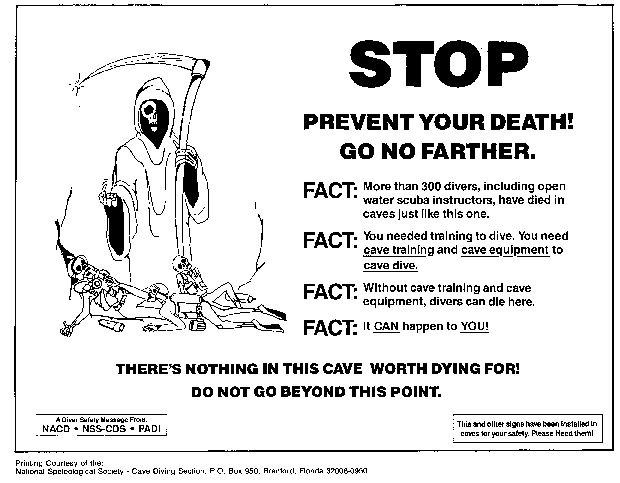 STOP
PREVENT YOUR DEATH!
GO NO FARTHER.
FACT: More than 300 divers, including open
water scuba instructors, have died in
caves just like this one.
FACT: You needed training to dive. You need
cave training and cave equipment to
cave dive.
FACT: Without cave training and cave
equipment, divers can die here.
FACT: It CAN happen to YOU!
THERE'S NOTHING IN THIS CAVE WORTH DYING FOR!
DO NOT GO BEYOND THIS POINT.
A Diver Safety Message From:
NACD • NSS-CDS • PADI
This and other signs have been installed in
caves for your safety. Please Heed them!
Printing Courtesy of the:
National Speleological Society - Cave Diving Section, P.O. Box 950, Branford, Florida 32008-0950